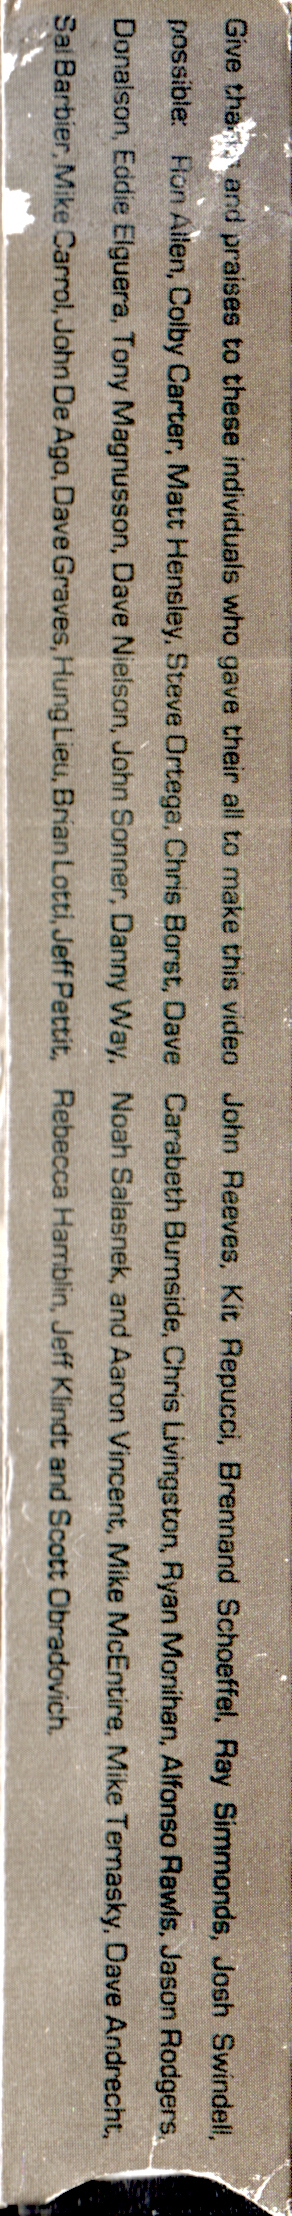 Give thanks and praises to these individuals who gave their all to make this video
possible: Ron Allen, Colby Carter, Matt Hensley, Steve Ortega, Chris Borst, Dave
Donalson, Eddie Elguera, Tony Magnusson, Dave Nielson, John Sonner, Danny Way,
Sal Barbier, Mike Carrol, John De Ago, Dave Graves, Hung Lieu, Brian Lotti, Jeff Pettit,
John Reeves, Kit Repucci, Brennand Schoeffel, Ray Simmonds, Josh Swindell,
Carabeth Burnside, Chris Livingston, Ryan Monihan, Alfonso Rawls, Jason Rodgers,
Noah Salasnek, and Aaron Vincent, Mike McEntire, Mike Ternasky, Dave Andrecht,
Rebecca Hamblin, Jeff Klindt and Scott Obradovich.